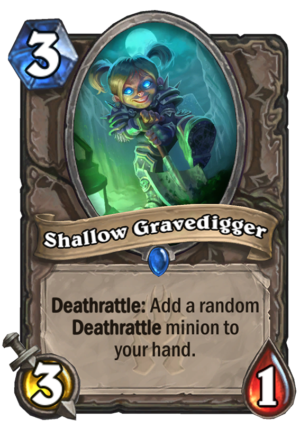 3
Shallow Gravedigger
Deathrattle: Add a random
Deathrattle minion to
your hand.
3
1